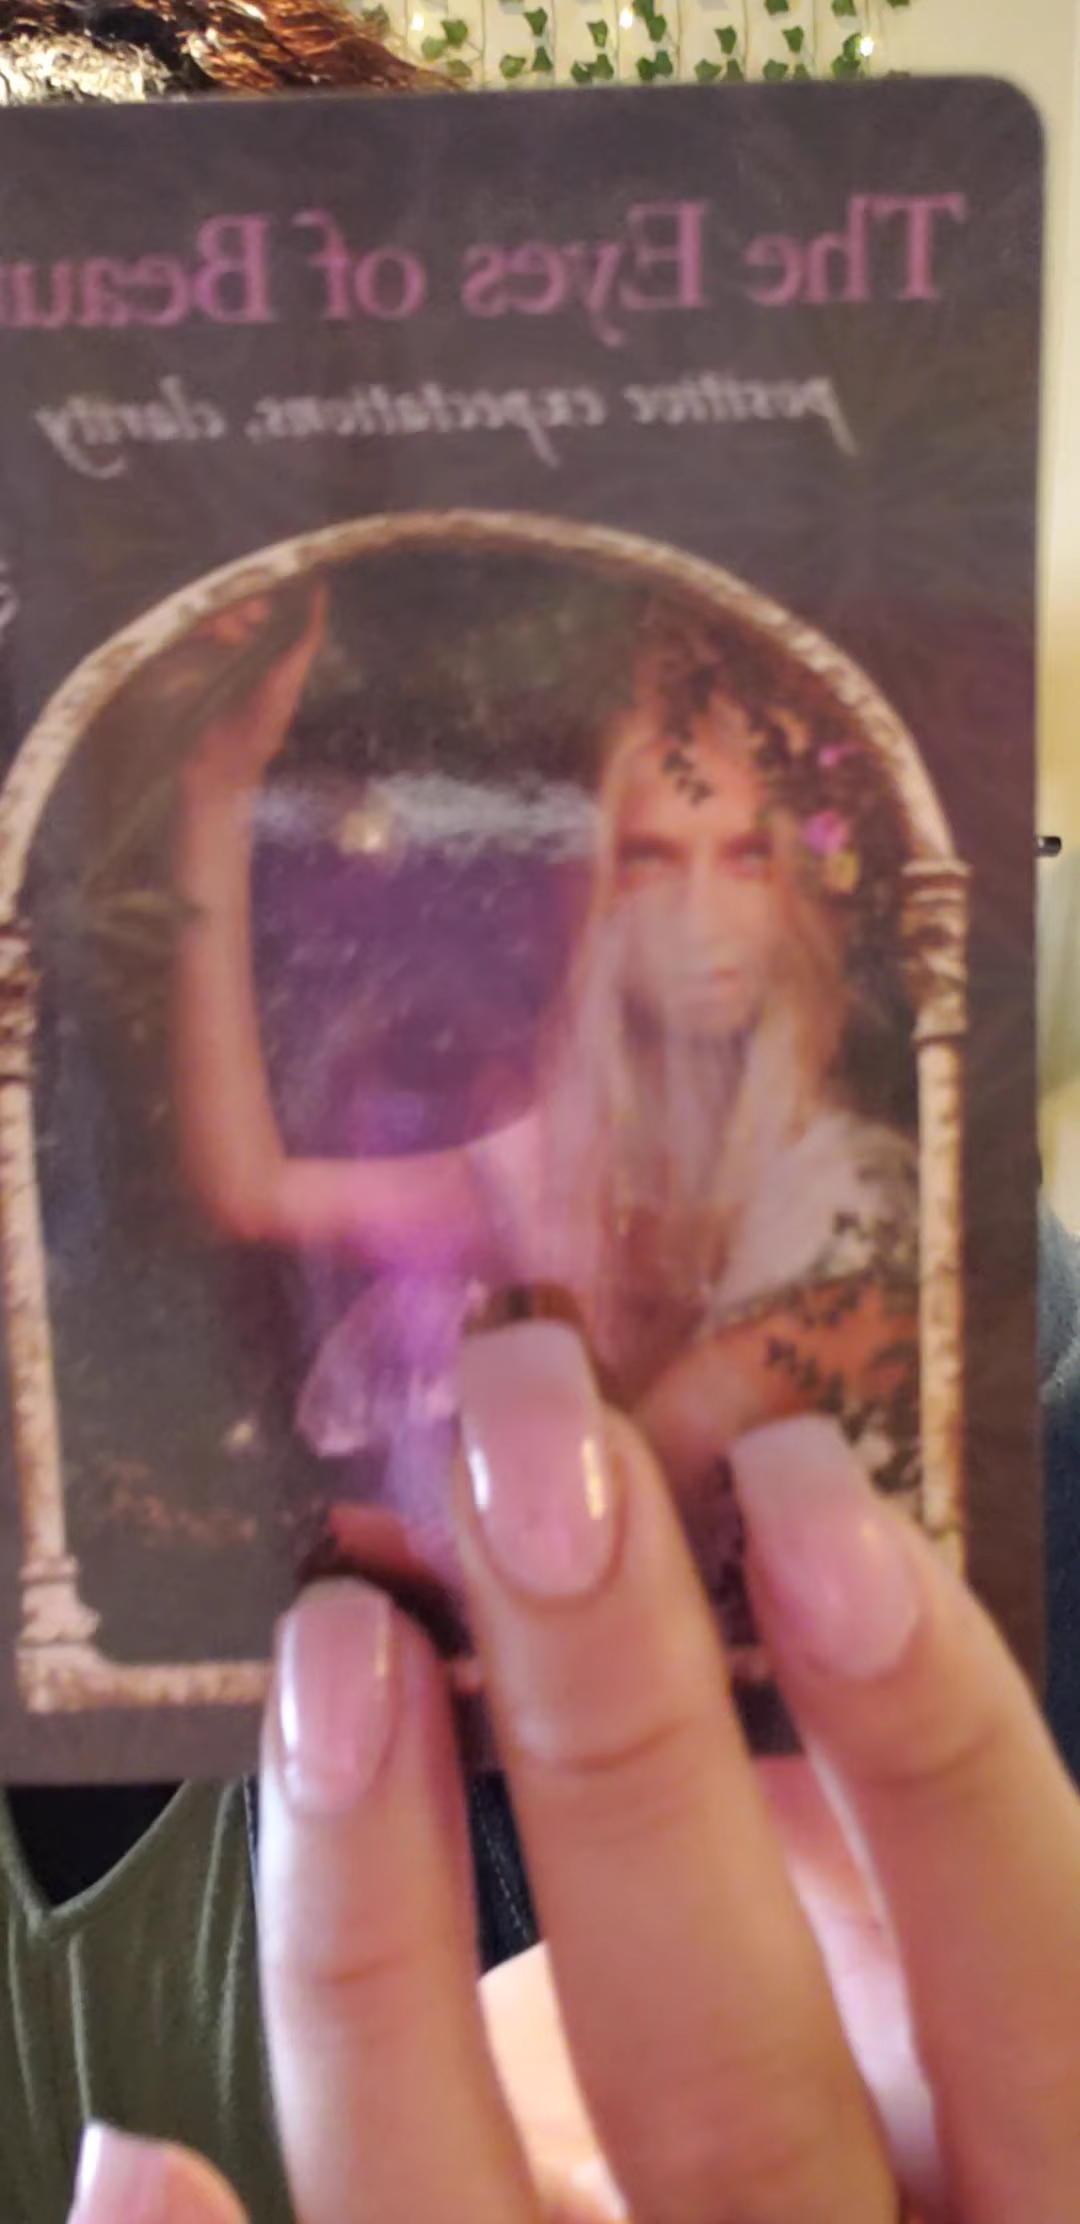 The Eyes of Beau
positive expectations, clarity